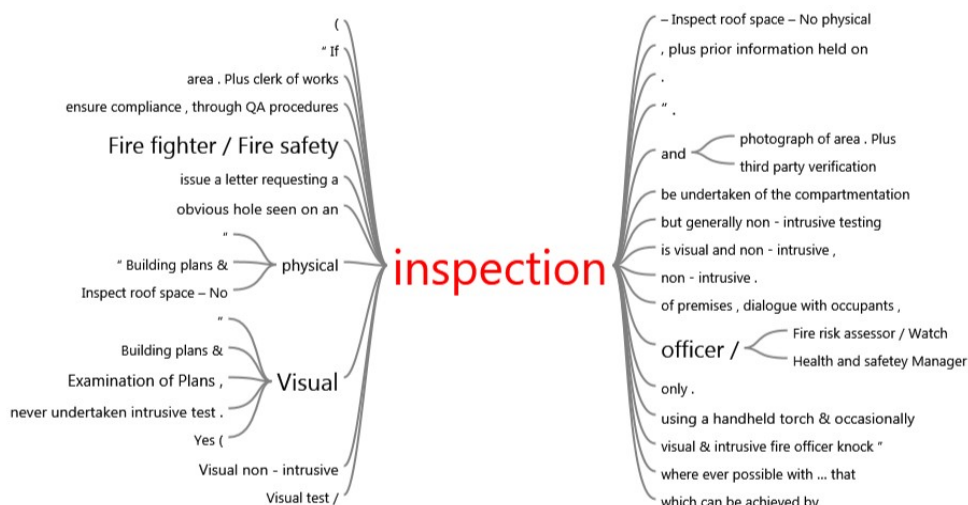 (
“ If
area . Plus clerk of works
ensure compliance , through QA procedures
Fire fighter / Fire safety
issue a letter requesting a
obvious hole seen on an
“
“ Building plans &
Inspect roof space – No
physical
“
Building plans &
Examination of Plans ,
never undertaken intrusive test .
Yes (
Visual
Visual non - intrusive
Visual test /
inspection
– Inspect roof space – No physical
, plus prior information held on
.
” .
and
photograph of area . Plus
third party verification
be undertaken of the compartmentation
but generally non - intrusive testing
is visual and non - intrusive ,
non - intrusive .
of premises , dialogue with occupants ,
officer /
Fire risk assessor / Watch
Health and safetey Manager
only .
using a handheld torch & occasionally
visual & intrusive fire officer knock “
where ever possible with ... that
which can be achieved by